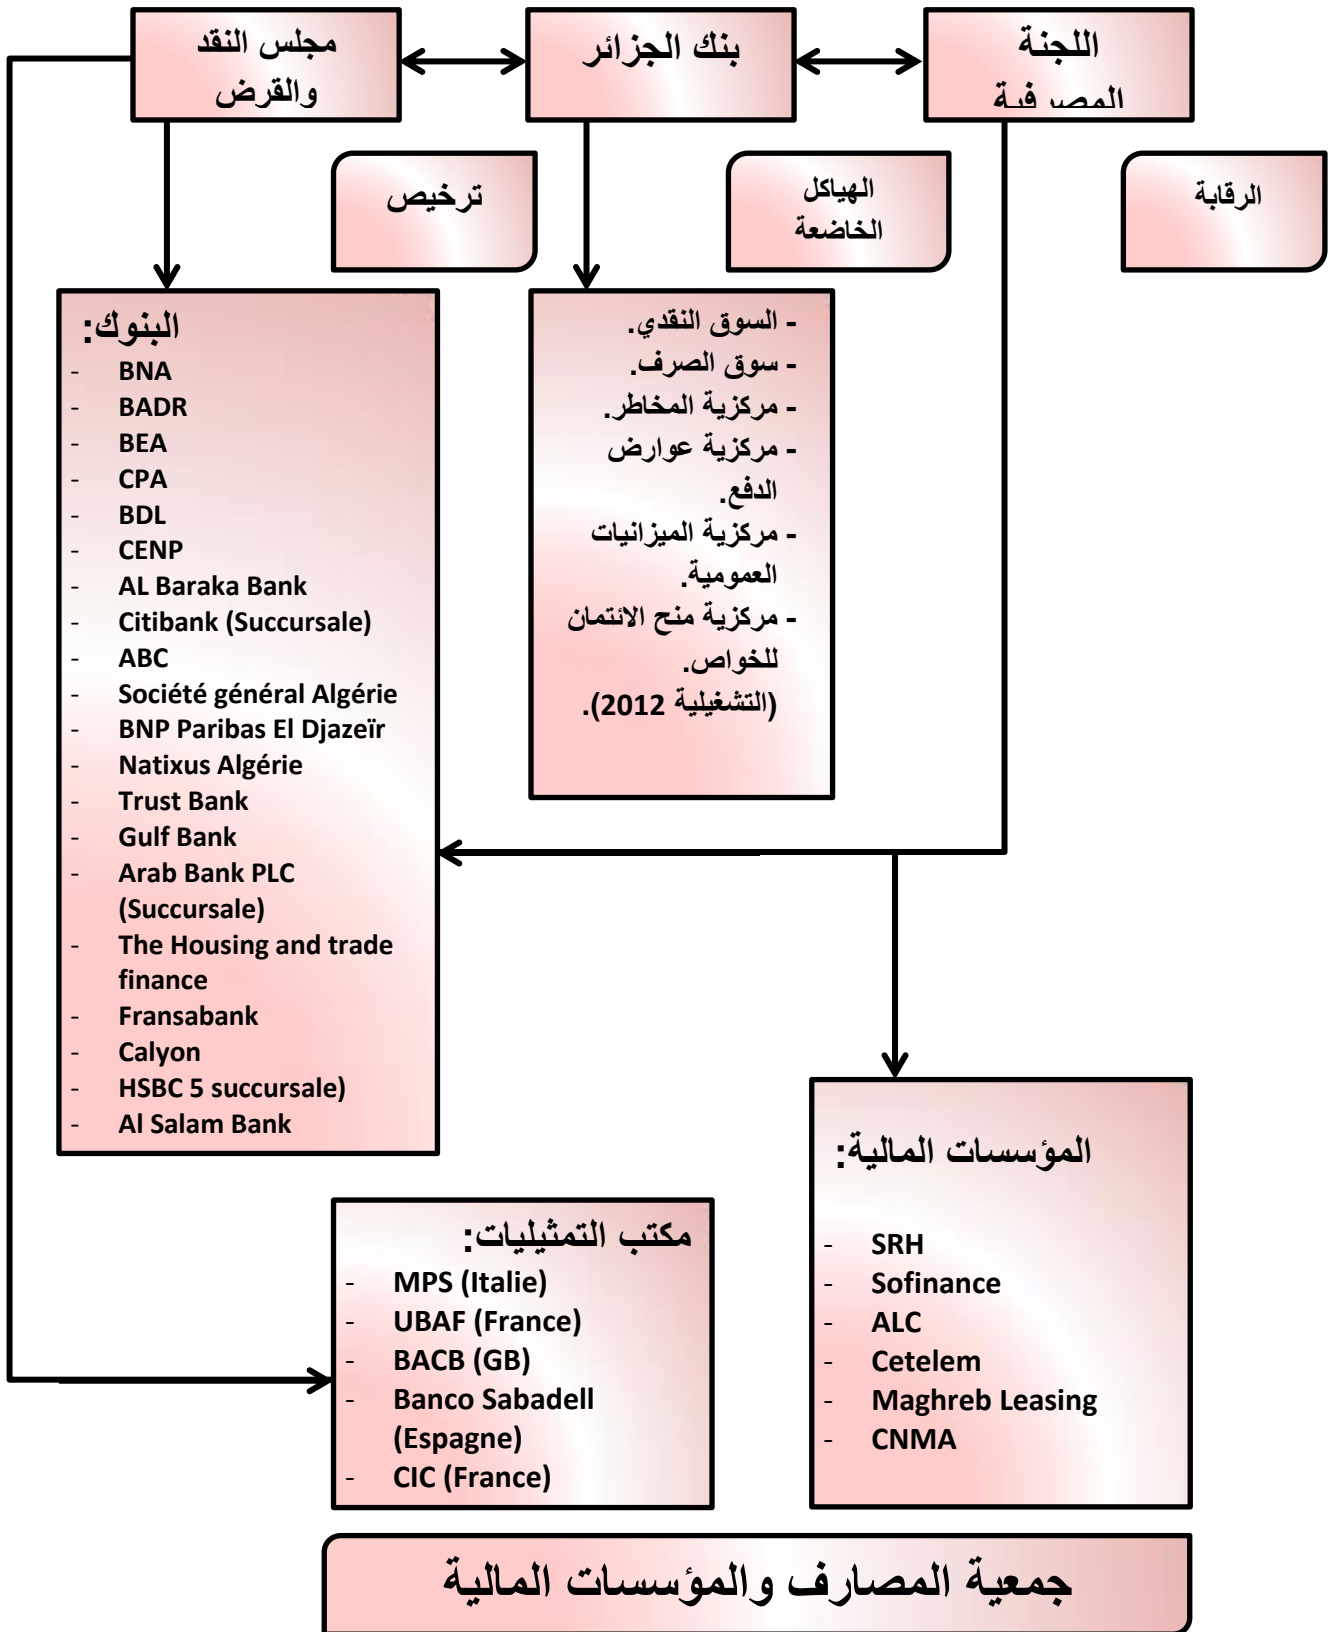 اللجنة
المصرفية
بنك الجزائر
مجلس النقد
والقرض
الرقابة
الهياكل
الخاضعة
ترخيص
البنوك:
- BNA
- BADR
- BEA
- CPA
- BDL
- CENP
- AL Baraka Bank
- Citibank (Succursale)
- ABC
- Société général Algérie
- BNP Paribas El Djazeïr
- Natixus Algérie
- Trust Bank
- Gulf Bank
- Arab Bank PLC
(Succursale)
- The Housing and trade
finance
- Fransabank
- Calyon
- HSBC 5 succursale)
- Al Salam Bank
- السوق النقدي.
- سوق الصرف.
- مركزية المخاطر.
- مركزية عوارض
الدفع.
- مركزية الميزانيات
العمومية.
- مركزية منح الائتمان
للخواص.
(التشغيلية 2012).
المؤسسات المالية:
- SRH
- Sofinance
- ALC
- Cetelem
- Maghreb Leasing
- CNMA
مكتب التمثيليات:
- MPS (Italie)
- UBAF (France)
- BACB (GB)
- Banco Sabadell
(Espagne)
- CIC (France)
جمعية المصارف والمؤسسات المالية